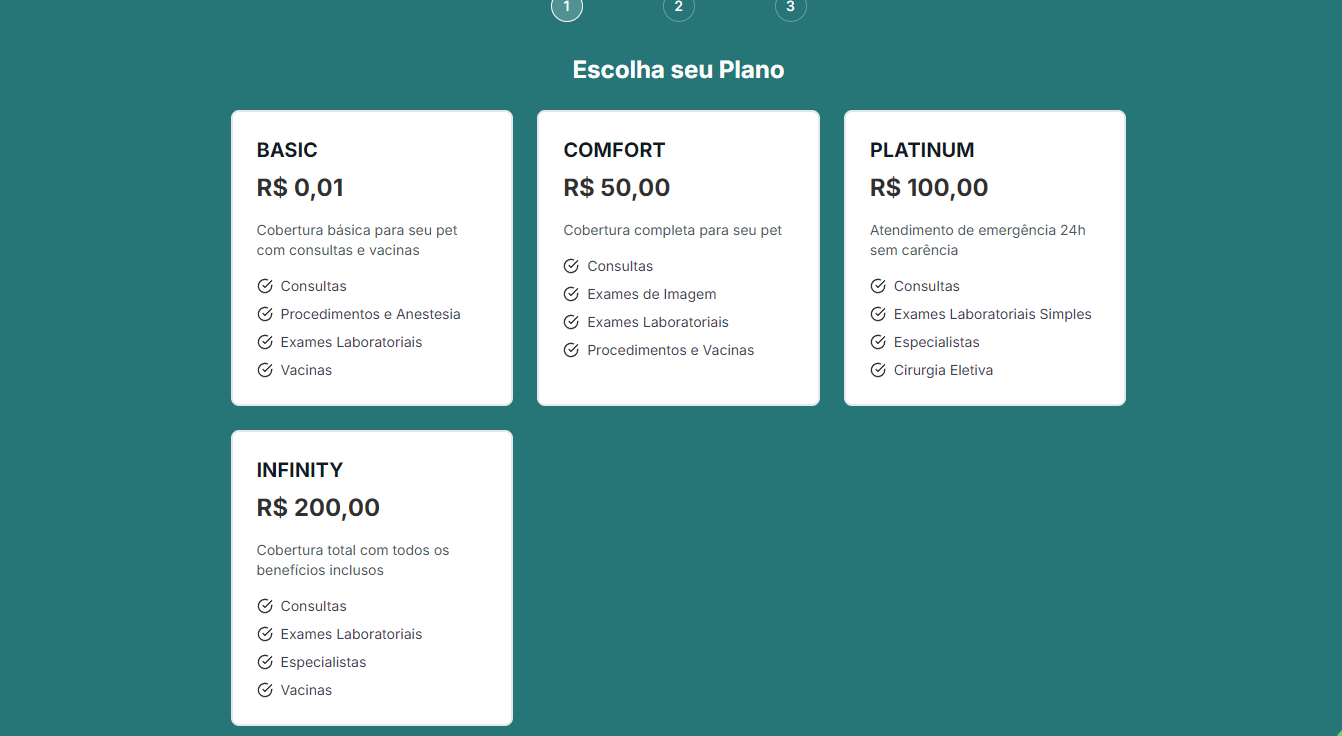 1 2 3
Escolha seu Plano
BASIC
R$ 0,01
Cobertura básica para seu pet
com consultas e vacinas
Consultas
Procedimentos e Anestesia
Exames Laboratoriais
Vacinas
COMFORT
R$ 50,00
Cobertura completa para seu pet
Consultas
Exames de Imagem
Exames Laboratoriais
Procedimentos e Vacinas
PLATINUM
R$ 100,00
Atendimento de emergência 24h
sem carência
Consultas
Exames Laboratoriais Simples
Especialistas
Cirurgia Eletiva
INFINITY
R$ 200,00
Cobertura total com todos os
benefícios inclusos
Consultas
Exames Laboratoriais
Especialistas
Vacinas